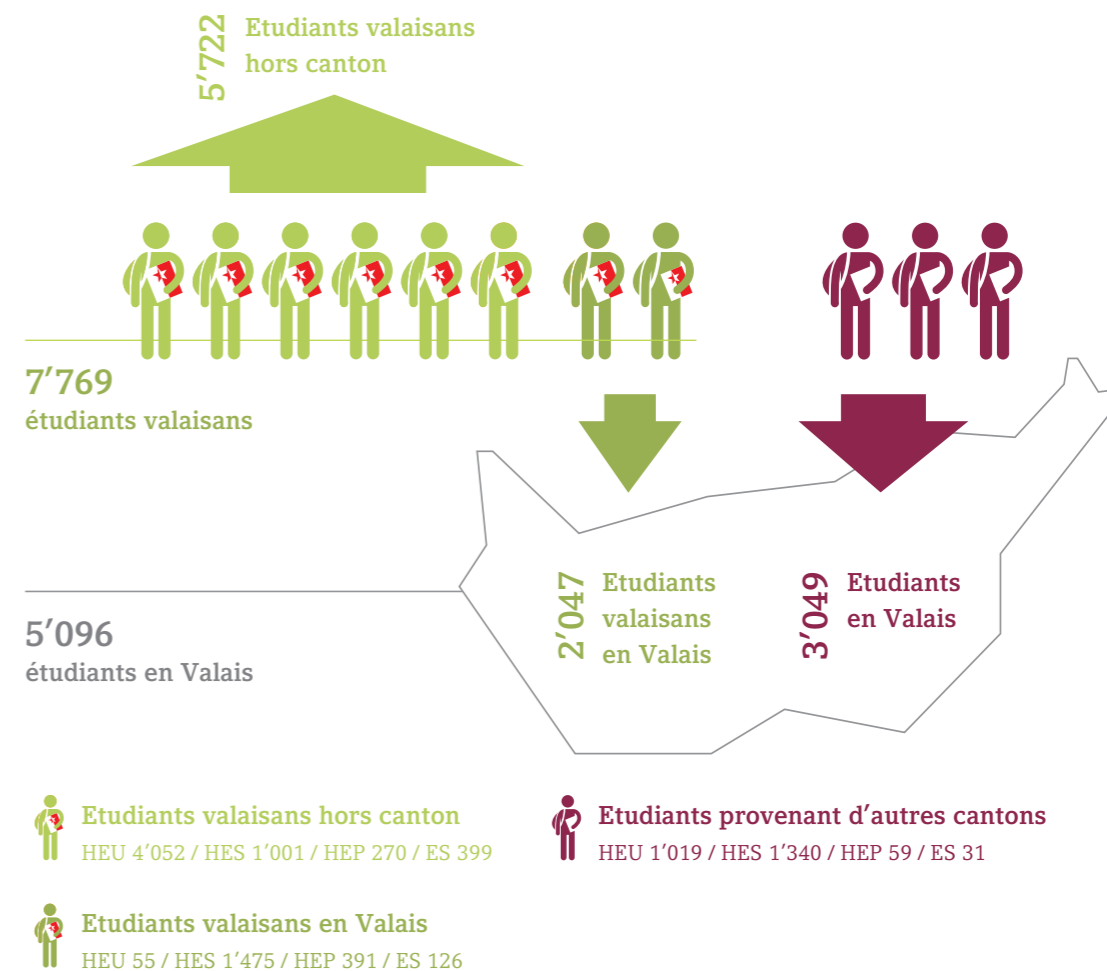 5’722
Etudiants valaisans
hors canton
7’769
étudiants valaisans
5’096
étudiants en Valais
2’047
Etudiants
valaisans
en Valais
3’049
Etudiants
en Valais
Etudiants valaisans hors canton
HEU 4’052 / HES 1’001 / HEP 270 / ES 399
Etudiants valaisans en Valais
HEU 55 / HES 1’475 / HEP 391 / ES 126
Etudiants provenant d’autres cantons
HEU 1’019 / HES 1’340 / HEP 59 / ES 31